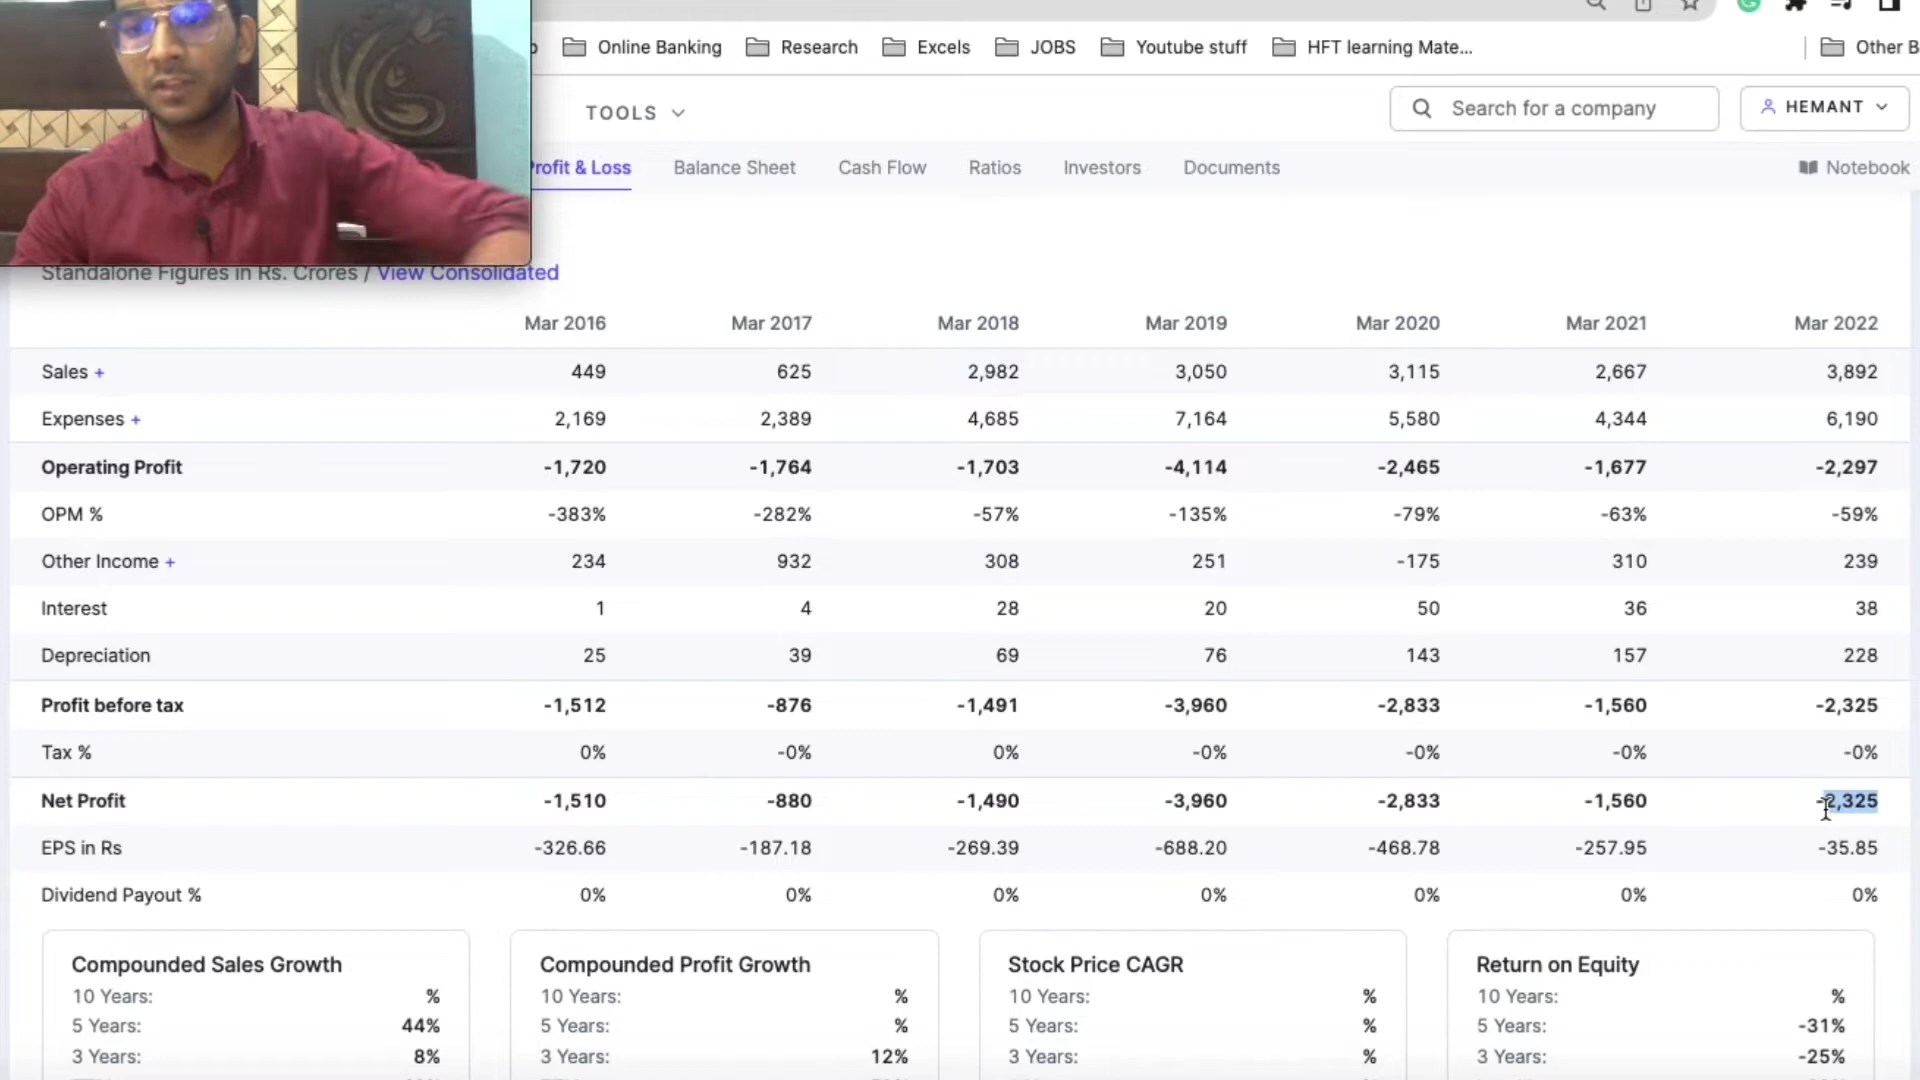 Online Banking Research Excels JOBS Youtube stuff HFT learning Mate... Other B
TOOLS Search for a company HEMANT
Profit & Loss Balance Sheet Cash Flow Ratios Investors Documents Notebook
Standalone Figures in Rs. Crores / View Consolidated
Mar 2016 Mar 2017 Mar 2018 Mar 2019 Mar 2020 Mar 2021 Mar 2022
Sales + 449 625 2,982 3,050 3,115 2,667 3,892
Expenses + 2,169 2,389 4,685 7,164 5,580 4,344 6,190
Operating Profit -1,720 -1,764 -1,703 -4,114 -2,465 -1,677 -2,297
OPM % -383% -282% -57% -135% -79% -63% -59%
Other Income + 234 932 308 251 -175 310 239
Interest 1 4 28 20 50 36 38
Depreciation 25 39 69 76 143 157 228
Profit before tax -1,512 -876 -1,491 -3,960 -2,833 -1,560 -2,325
Tax % 0% -0% 0% -0% -0% -0% -0%
Net Profit -1,510 -880 -1,490 -3,960 -2,833 -1,560 -2,325
EPS in Rs -326.66 -187.18 -269.39 -688.20 -468.78 -257.95 -35.85
Dividend Payout % 0% 0% 0% 0% 0% 0% 0%
Compounded Sales Growth Compounded Profit Growth Stock Price CAGR Return on Equity
10 Years: % 10 Years: % 10 Years: % 10 Years: %
5 Years: 44% 5 Years: % 5 Years: % 5 Years: -31%
3 Years: 8% 3 Years: 12% 3 Years: % 3 Years: -25%